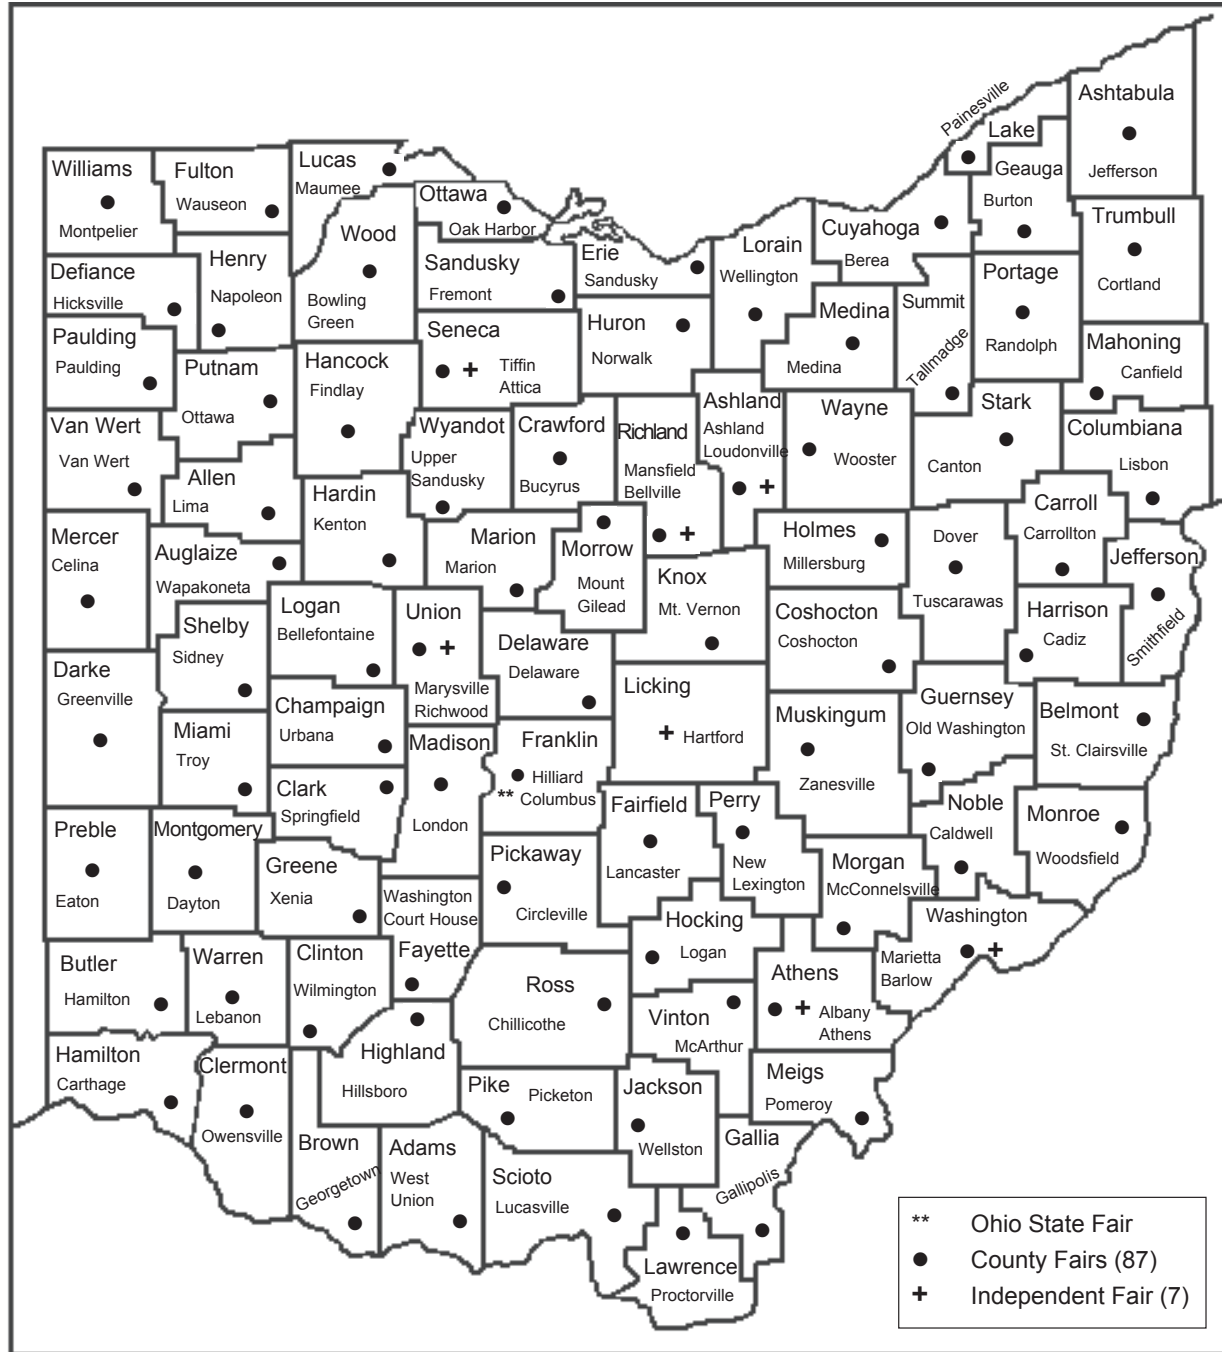 Painesville
Ashtabula
Lake
Jefferson
Geauga
Burton
Williams
Montpelier
Fulton
Wauseon
Lucas
Maumee
Ottawa
Oak Harbor
Wood
Bowling
Green
Sandusky
Fremont
Erie
Sandusky
Lorain
Wellington
Cuyahoga
Berea
Trumbull
Cortland
Defiance
Hicksville
Henry
Napoleon
Seneca
Tiffin
Attica
Huron
Norwalk
Medina
Medina
Summit
Tallmadge
Portage
Randolph
Mahoning
Canfield
Paulding
Paulding
Putnam
Ottawa
Hancock
Findlay
Van Wert
Van Wert
Allen
Lima
Wyandot
Upper
Sandusky
Crawford
Bucyrus
Richland
Mansfield
Bellville
Ashland
Ashland
Loudonville
Wayne
Wooster
Stark
Canton
Columbiana
Lisbon
Mercer
Celina
Auglaize
Wapakoneta
Hardin
Kenton
Marion
Marion
Morrow
Mount
Gilead
Knox
Mt. Vernon
Holmes
Millersburg
Dover
Tuscarawas
Carroll
Carrollton
Jefferson
Smithfield
Shelby
Sidney
Logan
Bellefontaine
Union
Marysville
Richwood
Delaware
Delaware
Coshocton
Coshocton
Harrison
Cadiz
Darke
Greenville
Miami
Troy
Champaign
Urbana
Licking
Hartford
Muskingum
Zanesville
Guernsey
Old Washington
Belmont
St. Clairsville
Clark
Springfield
Madison
London
Franklin
Hilliard
** Columbus
Fairfield
Lancaster
Perry
New
Lexington
Noble
Caldwell
Monroe
Woodsfield
Preble
Eaton
Montgomery
Dayton
Greene
Xenia
Washington
Court House
Fayette
Pickaway
Circleville
Hocking
Logan
Morgan
McConnelsville
Washington
Marietta
Barlow
Butler
Hamilton
Warren
Lebanon
Clinton
Wilmington
Ross
Chillicothe
Vinton
McArthur
Athens
Albany
Athens
Hamilton
Carthage
Clermont
Owensville
Highland
Hillsboro
Pike
Picketon
Jackson
Wellston
Meigs
Pomeroy
Brown
Georgetown
Adams
West
Union
Scioto
Lucasville
Gallia
Gallipolis
Lawrence
Proctorville
** Ohio State Fair
County Fairs (87)
+ Independent Fair (7)